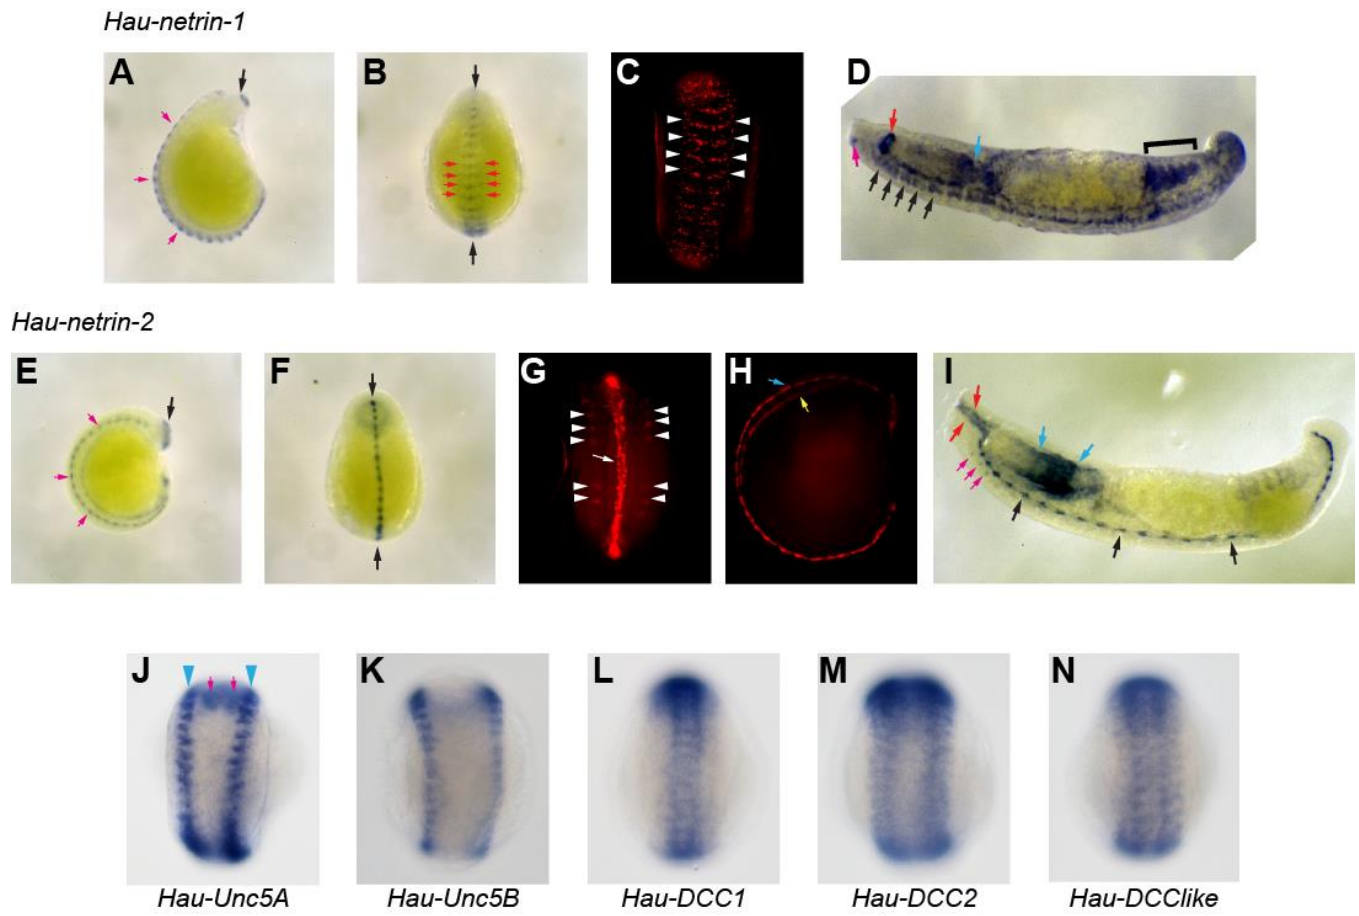 Hau-netrin-1
A B C D
Hau-netrin-2
E F G H I
J K L M N
Hau-Unc5A Hau-Unc5B Hau-DCC1 Hau-DCC2 Hau-DCClike